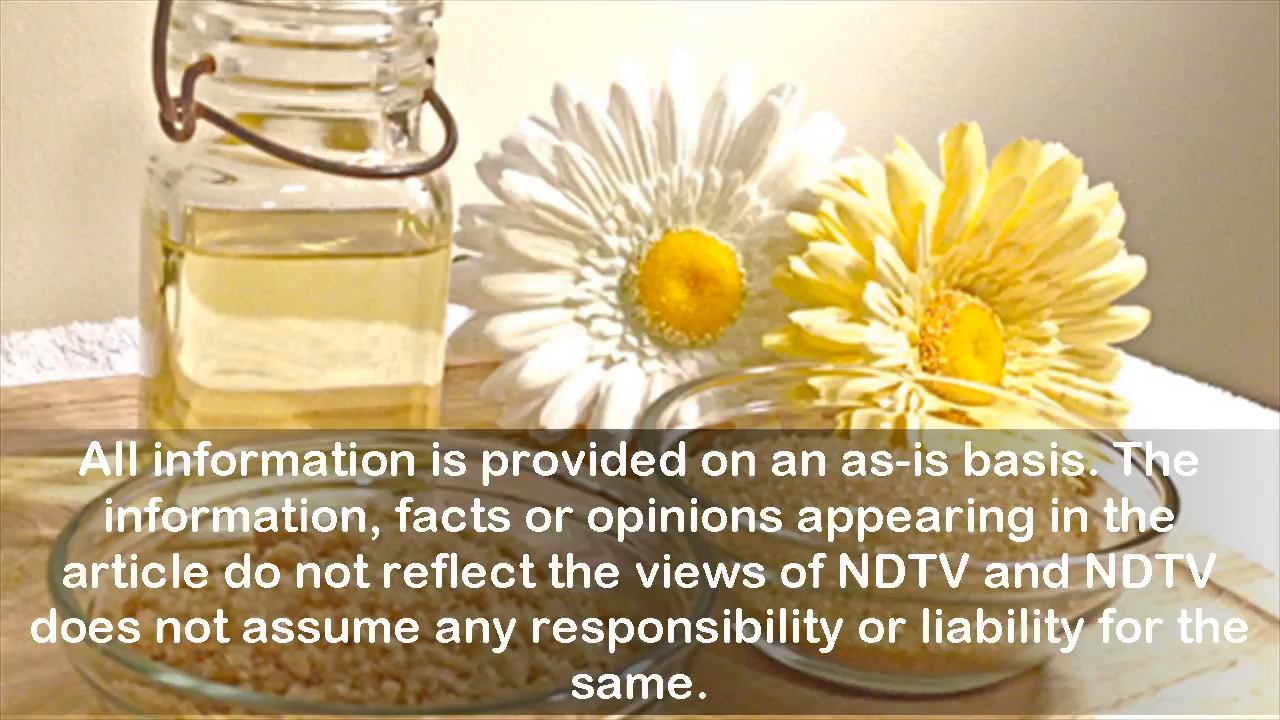 All information is provided on an as-is basis. The
information, facts or opinions appearing in the
article do not reflect the views of NDTV and NDTV
does not assume any responsibility or liability for the
same.